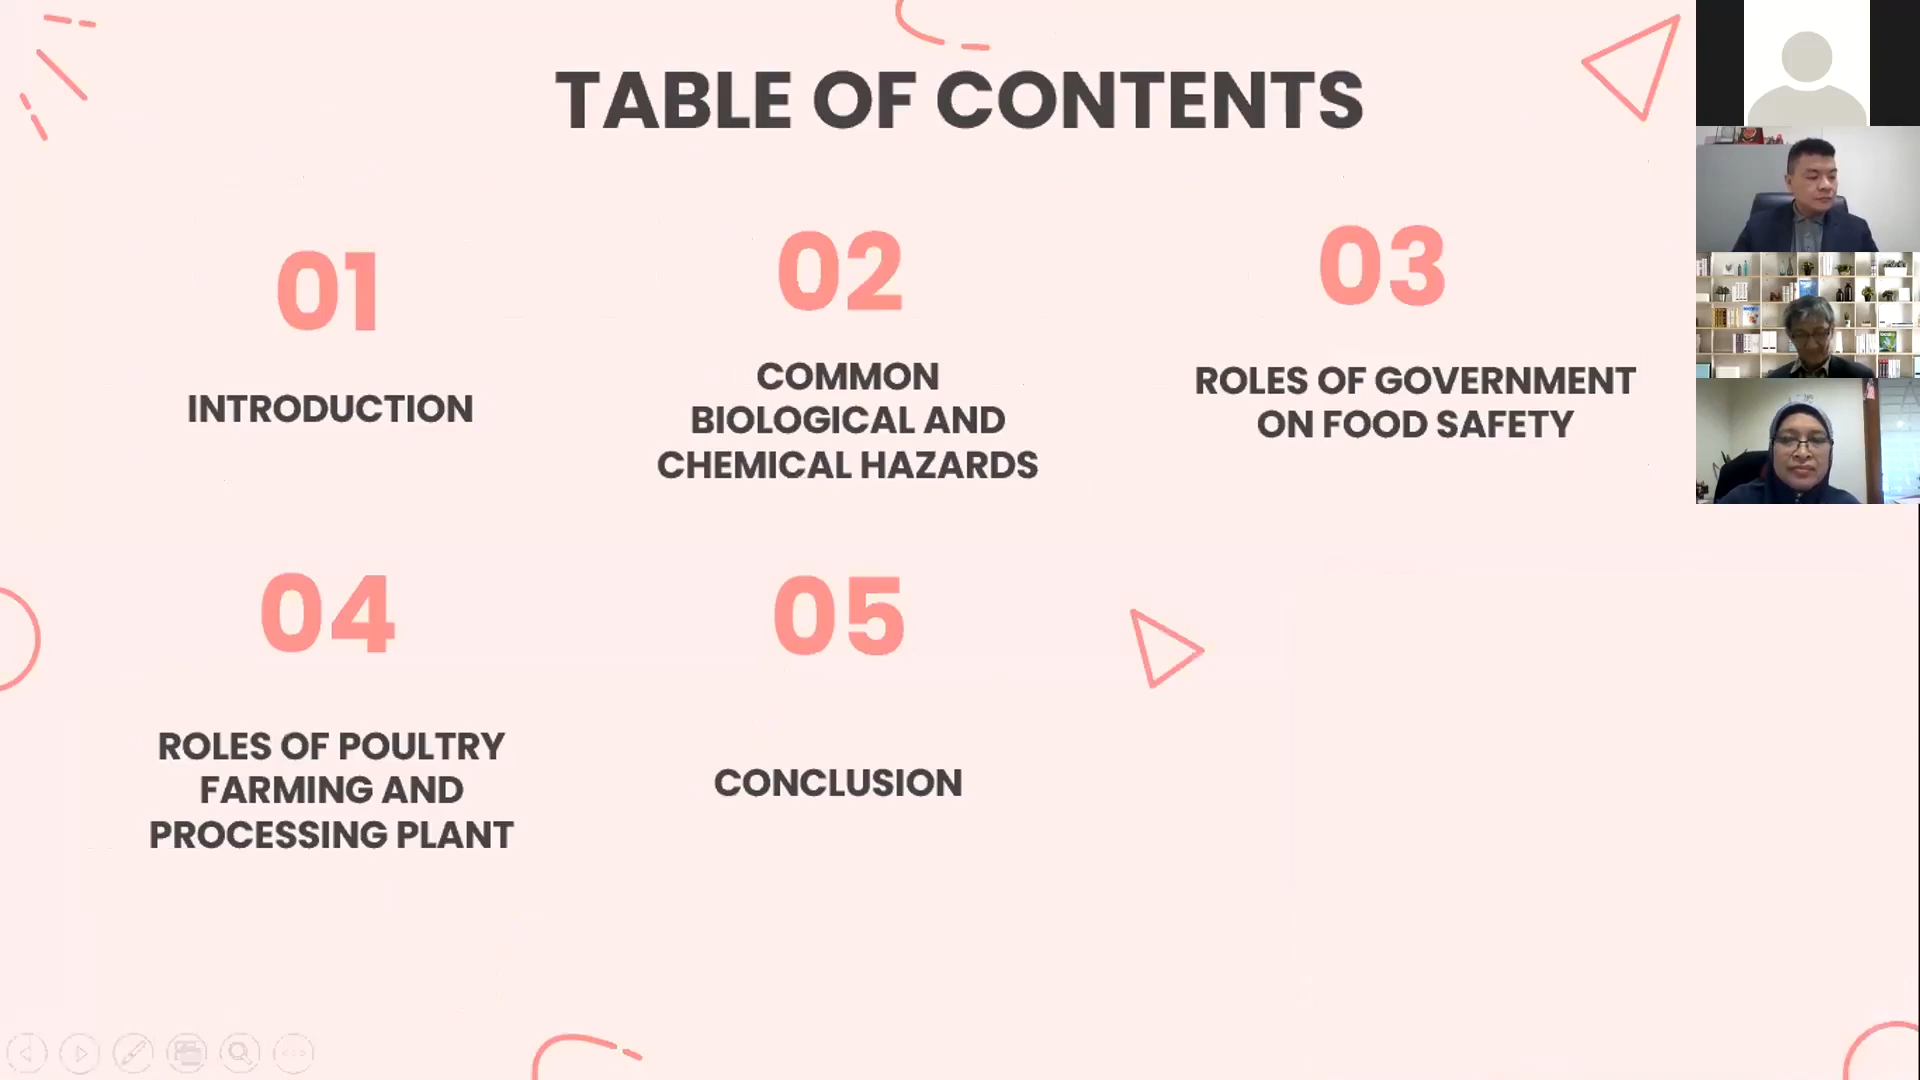 TABLE OF CONTENTS
01
INTRODUCTION
02
COMMON
BIOLOGICAL AND
CHEMICAL HAZARDS
03
ROLES OF GOVERNMENT
ON FOOD SAFETY
04
ROLES OF POULTRY
FARMING AND
PROCESSING PLANT
05
CONCLUSION